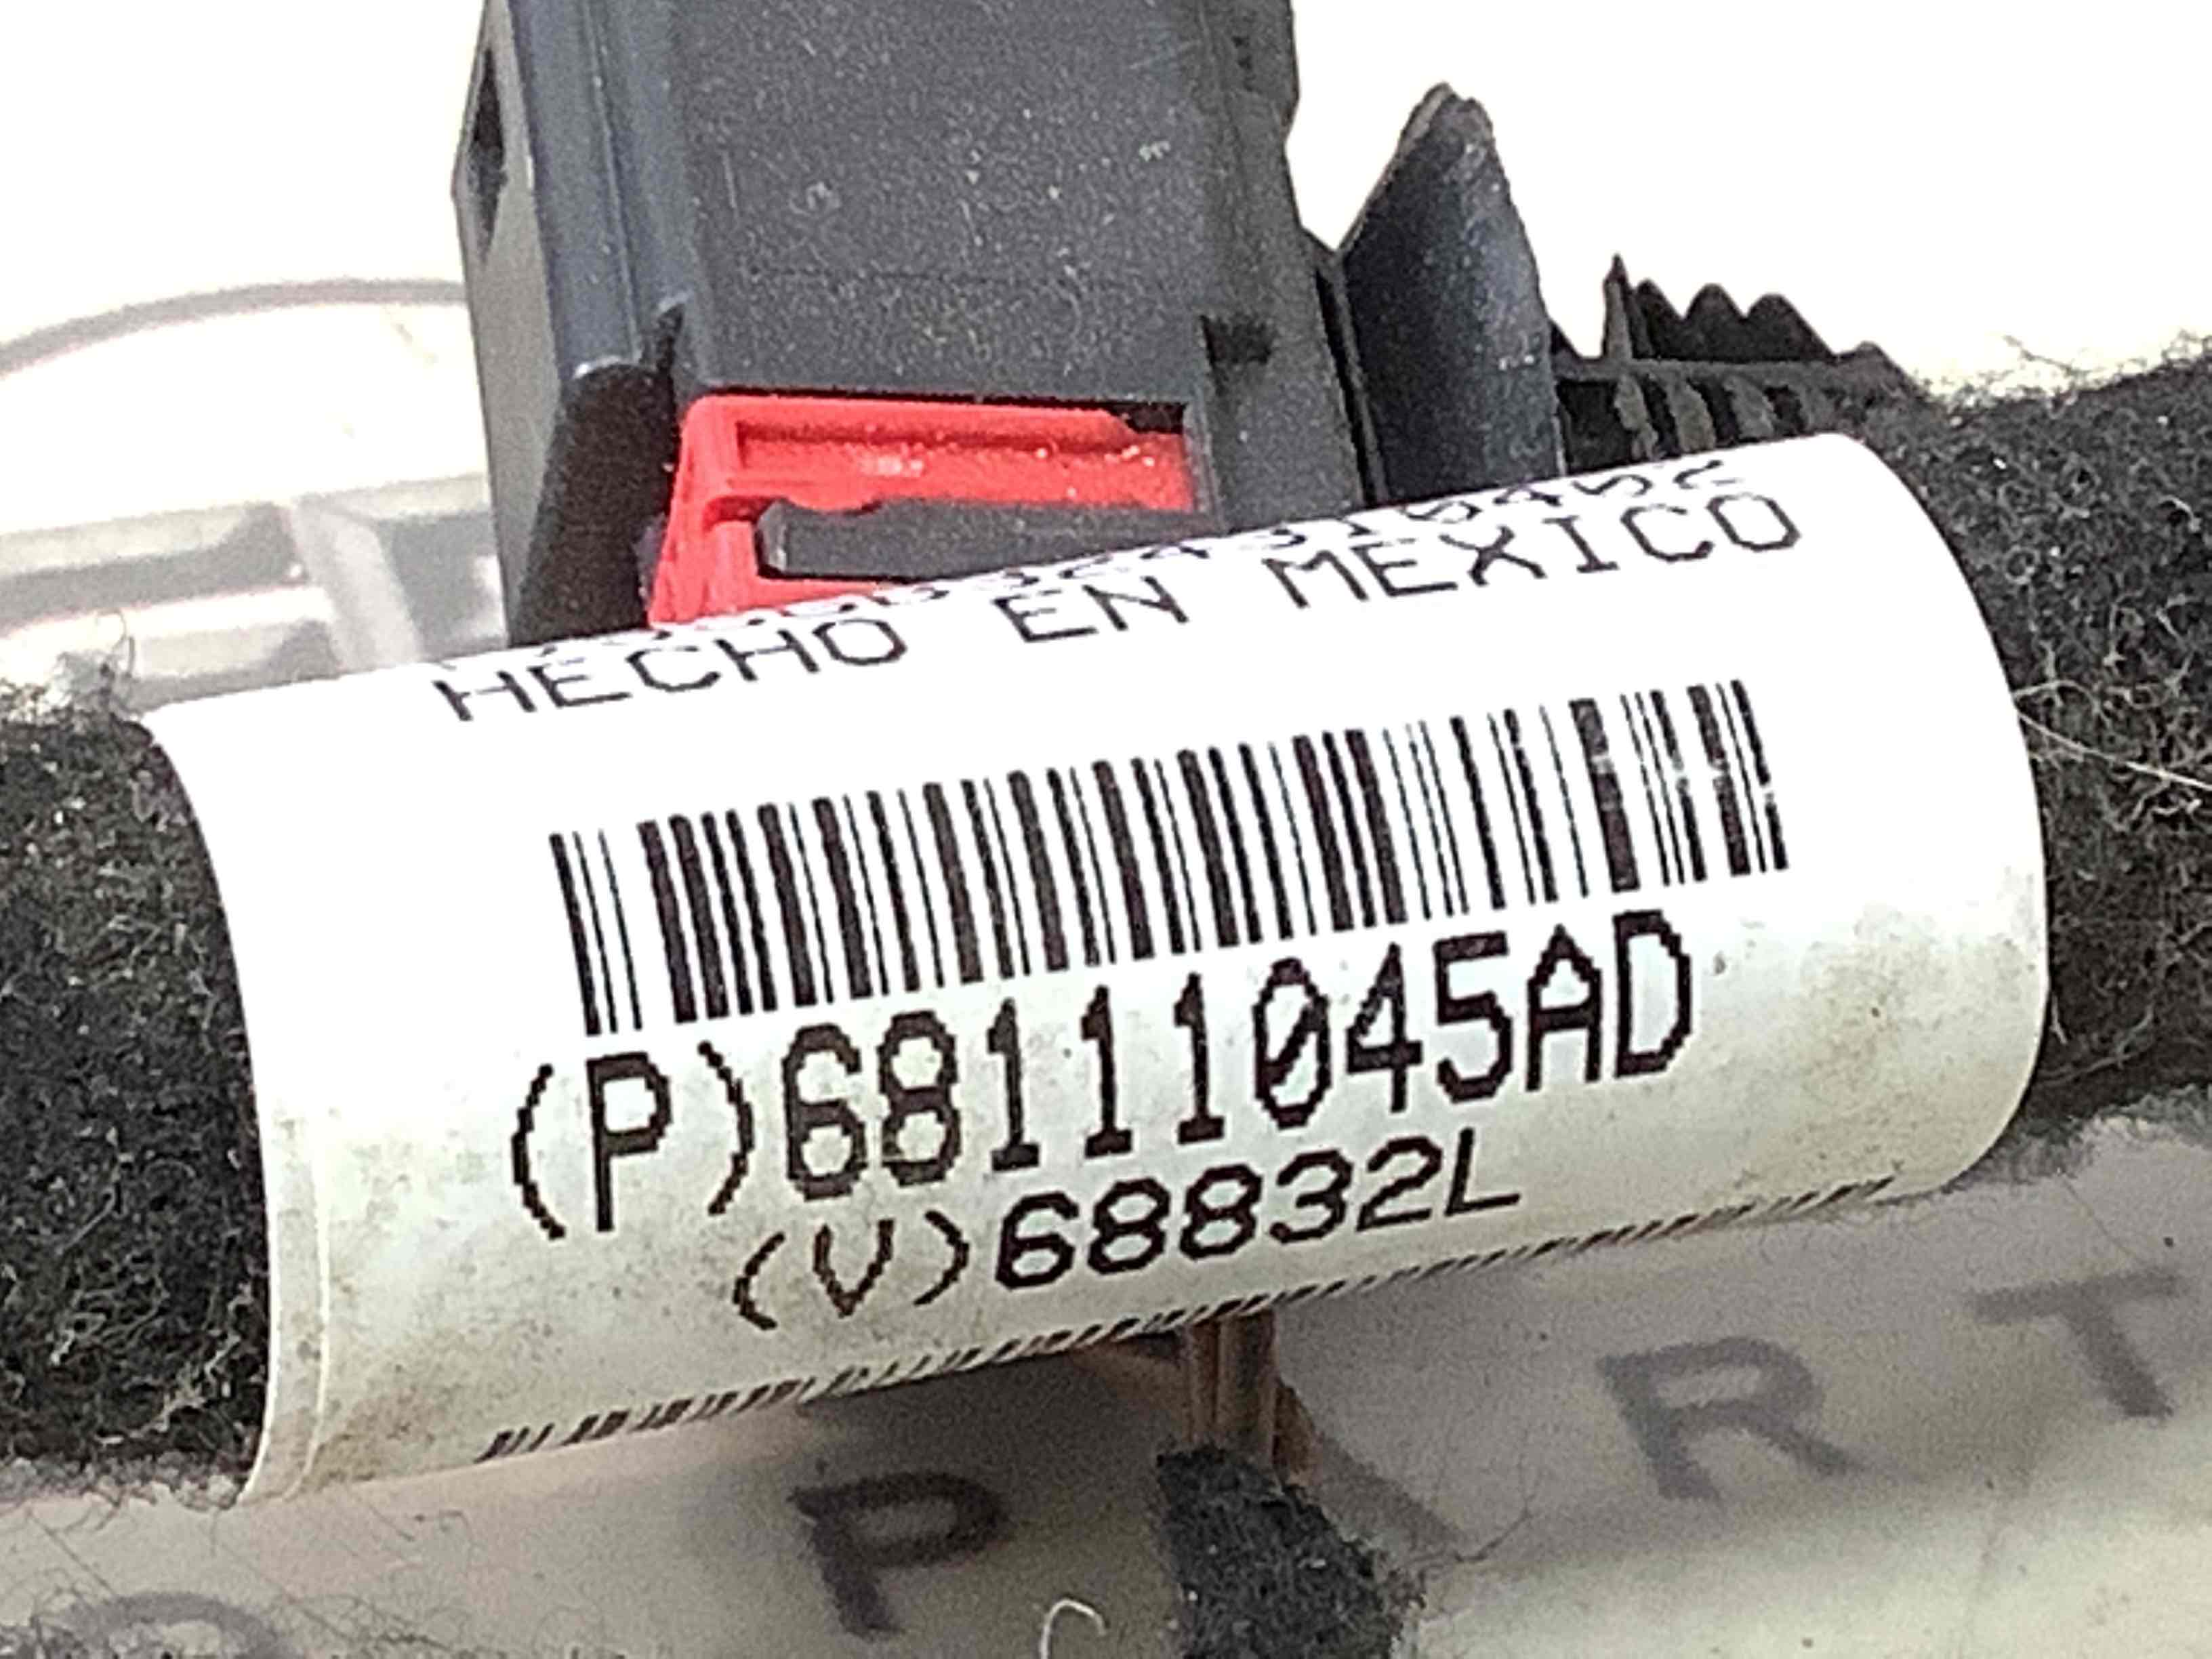 HECHO EN MEXICO
(P)68111045AD
(V)68832L
P
R T